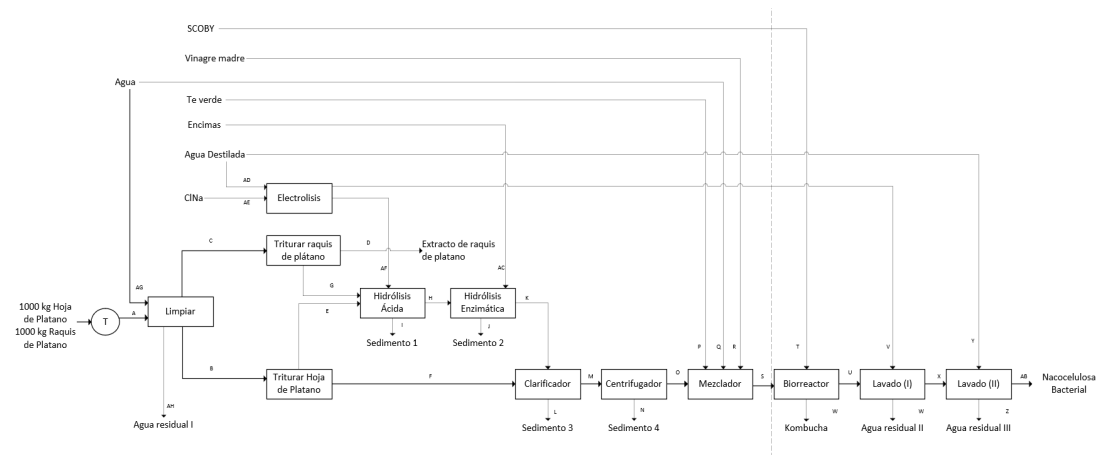 SCOBY
Vinagre madre
Agua
Te verde
Encimas
Agua Destilada
AD
ClNa
AE
Electrolisis
C
Triturar raquis
de plátano
D
Extracto de raquis
de platano
AF
AC
G
AG
1000 kg Hoja
de Platano
1000 kg Raquis
de Platano
T
A
Limpiar
E
Hidrólisis
Ácida
H
Hidrólisis
Enzimática
K
I
J
Sedimento 1
Sedimento 2
P
Q
R
T
V
Y
B
Triturar Hoja
de Platano
F
Clarificador
M
Centrifugador
O
Mezclador
S
Biorreactor
U
Lavado (I)
X
Lavado (II)
AB
Nacocelulosa
Bacterial
AH
Agua residual I
L
Sedimento 3
N
Sedimento 4
W
Kombucha
W
Agua residual II
Z
Agua residual III